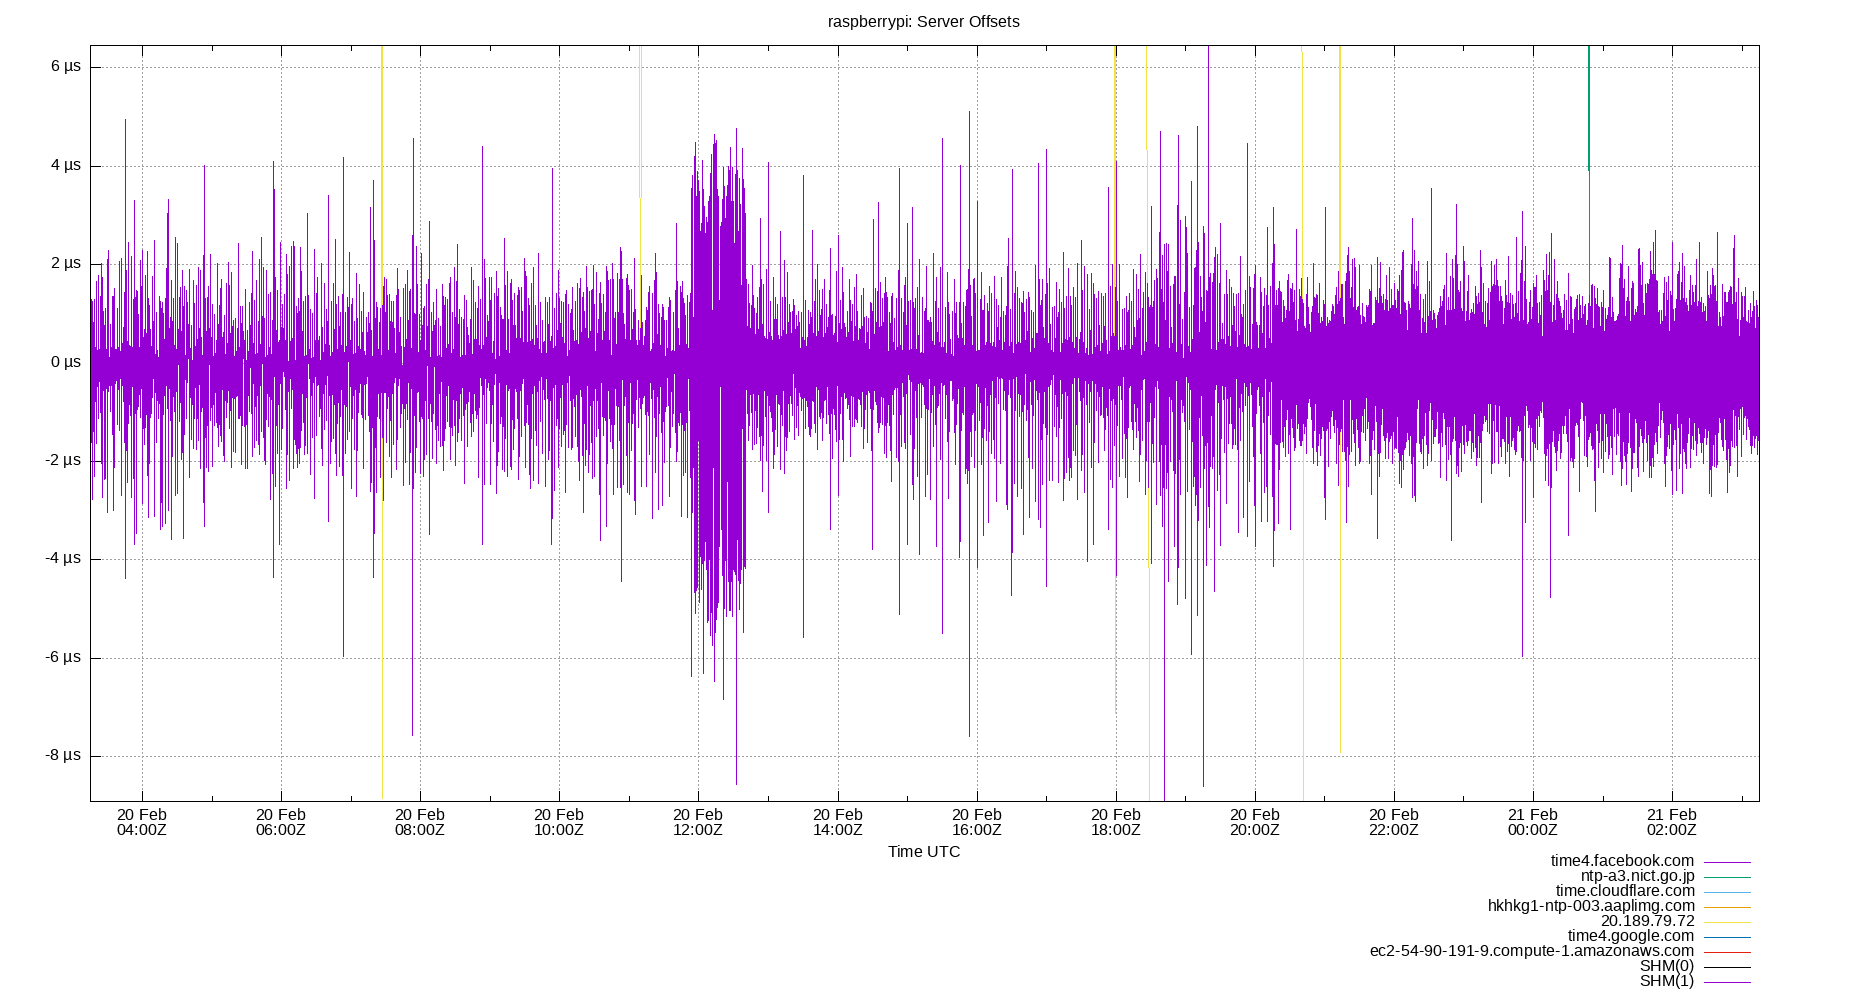 raspberrypi: Server Offsets
6 µs
4 µs
2 µs
0 µs
-2 µs
-4 µs
-6 µs
-8 µs
20 Feb 20 Feb 20 Feb 20 Feb 20 Feb 20 Feb 20 Feb 20 Feb 20 Feb 20 Feb 21 Feb 21 Feb
04:00Z 06:00Z 08:00Z 10:00Z 12:00Z 14:00Z 16:00Z 18:00Z 20:00Z 22:00Z 00:00Z 02:00Z
Time UTC
time4.facebook.com
ntp-a3.nict.go.jp
time.cloudflare.com
hkhkg1-ntp-003.aaplimg.com
20.189.79.72
time4.google.com
ec2-54-90-191-9.compute-1.amazonaws.com
SHM(0)
SHM(1)